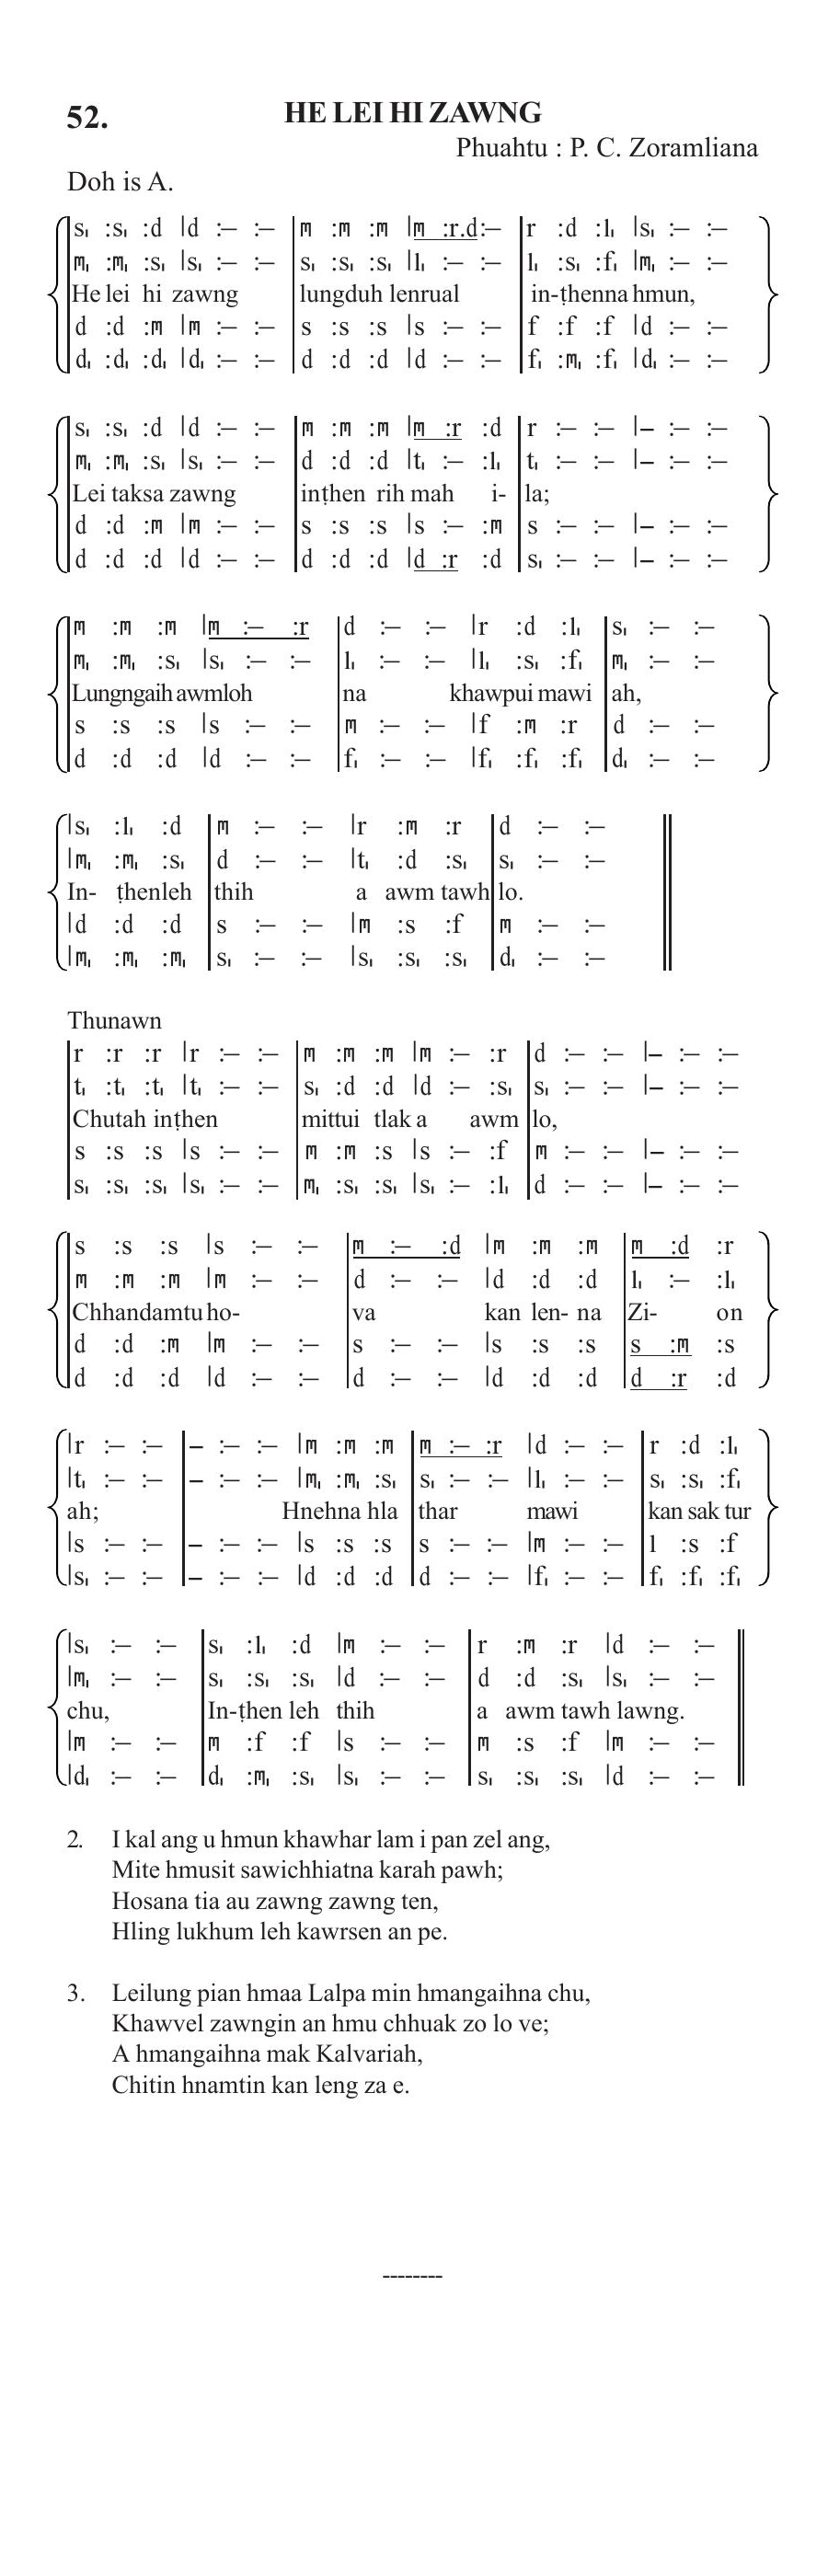 52. HE LEI HI ZAWNG
Phuahtu : P. C. Zoramliana
Doh is A.
|s₁ :s₁ :d |d :– :– |m :m :m |m :r.d:– |r :d :l₁ |s₁ :– :–
|m₁ :m₁ :s₁ |s₁ :– :– |s₁ :s₁ :s₁ |l₁ :– :– |l₁ :s₁ :f₁ |m₁ :– :–
He lei hi zawng lungduh lenrual in-ṭhenna hmun,
|d :d :m |m :– :– |s :s :s |s :– :– |f :f :f |d :– :–
|d₁ :d₁ :d₁ |d₁ :– :– |d :d :d |d :– :– |f₁ :m₁ :f₁ |d₁ :– :–
|s₁ :s₁ :d |d :– :– |m :m :m |m :r :d |r :– :– |– :– :–
|m₁ :m₁ :s₁ |s₁ :– :– |d :d :d |t₁ :– :l₁ |t₁ :– :– |– :– :–
Lei taksa zawng inṭhen rih mah i- la;
|d :d :m |m :– :– |s :s :s |s :– :m |s :– :– |– :– :–
|d :d :d |d :– :– |d :d :d |d :r :d |s₁ :– :– |– :– :–
|m :m :m |m :– :r |d :– :– |r :d :l₁ |s₁ :– :–
|m₁ :m₁ :s₁ |s₁ :– :– |l₁ :– :– |l₁ :s₁ :f₁ |m₁ :– :–
Lungngaih awmloh na khawpui mawi ah,
|s :s :s |s :– :– |m :– :– |f :m :r |d :– :–
|d :d :d |d :– :– |f₁ :– :– |f₁ :f₁ :f₁ |d₁ :– :–
|s₁ :l₁ :d |m :– :– |r :m :r |d :– :– ||
|m₁ :m₁ :s₁ |d :– :– |t₁ :d :s₁ |s₁ :– :– ||
In- ṭhenleh thih a awm tawh lo.
|d :d :d |s :– :– |m :s :f |m :– :– ||
|m₁ :m₁ :m₁ |s₁ :– :– |s₁ :s₁ :s₁ |d₁ :– :– ||
Thunawn
|r :r :r |r :– :– |m :m :m |m :– :r |d :– :– |– :– :–
|t₁ :t₁ :t₁ |t₁ :– :– |s₁ :d :d |d :– :s₁ |s₁ :– :– |– :– :–
Chutah inṭhen mittui tlak a awm lo,
|s :s :s |s :– :– |m :m :s |s :– :f |m :– :– |– :– :–
|s₁ :s₁ :s₁ |s₁ :– :– |m₁ :s₁ :s₁ |s₁ :– :l₁ |d :– :– |– :– :–
|s :s :s |s :– :– |m :– :d |m :m :m |m :d :r
|m :m :m |m :– :– |d :– :– |d :d :d |l₁ :– :l₁
Chhandamtu ho- va kan len- na Zi- on
|d :d :m |m :– :– |s :– :– |s :s :s |s :m :s
|d :d :d |d :– :– |d :– :– |d :d :d |d :r :d
|r :– :– |– :– :– |m :m :m |m :– :r |d :– :– |r :d :l₁
|t₁ :– :– |– :– :– |m₁ :m₁ :s₁ |s₁ :– :– |l₁ :– :– |s₁ :s₁ :f₁
ah; Hnehna hla thar mawi kan sak tur
|s :– :– |– :– :– |s :s :s |s :– :– |m :– :– |l :s :f
|s₁ :– :– |– :– :– |d :d :d |d :– :– |f₁ :– :– |f₁ :f₁ :f₁
|s₁ :– :– |s₁ :l₁ :d |m :– :– |r :m :r |d :– :– ||
|m₁ :– :– |s₁ :s₁ :s₁ |d :– :– |d :d :s₁ |s₁ :– :– ||
chu, In-ṭhen leh thih a awm tawh lawng.
|m :– :– |m :f :f |s :– :– |m :s :f |m :– :– ||
|d₁ :– :– |d₁ :m₁ :s₁ |s₁ :– :– |s₁ :s₁ :s₁ |d :– :– ||
2. I kal ang u hmun khawhar lam i pan zel ang,
Mite hmusit sawichhiatna karah pawh;
Hosana tia au zawng zawng ten,
Hling lukhum leh kawrsen an pe.
3. Leilung pian hmaa Lalpa min hmangaihna chu,
Khawvel zawngin an hmu chhuak zo lo ve;
A hmangaihna mak Kalvariah,
Chitin hnamtin kan leng za e.
--------